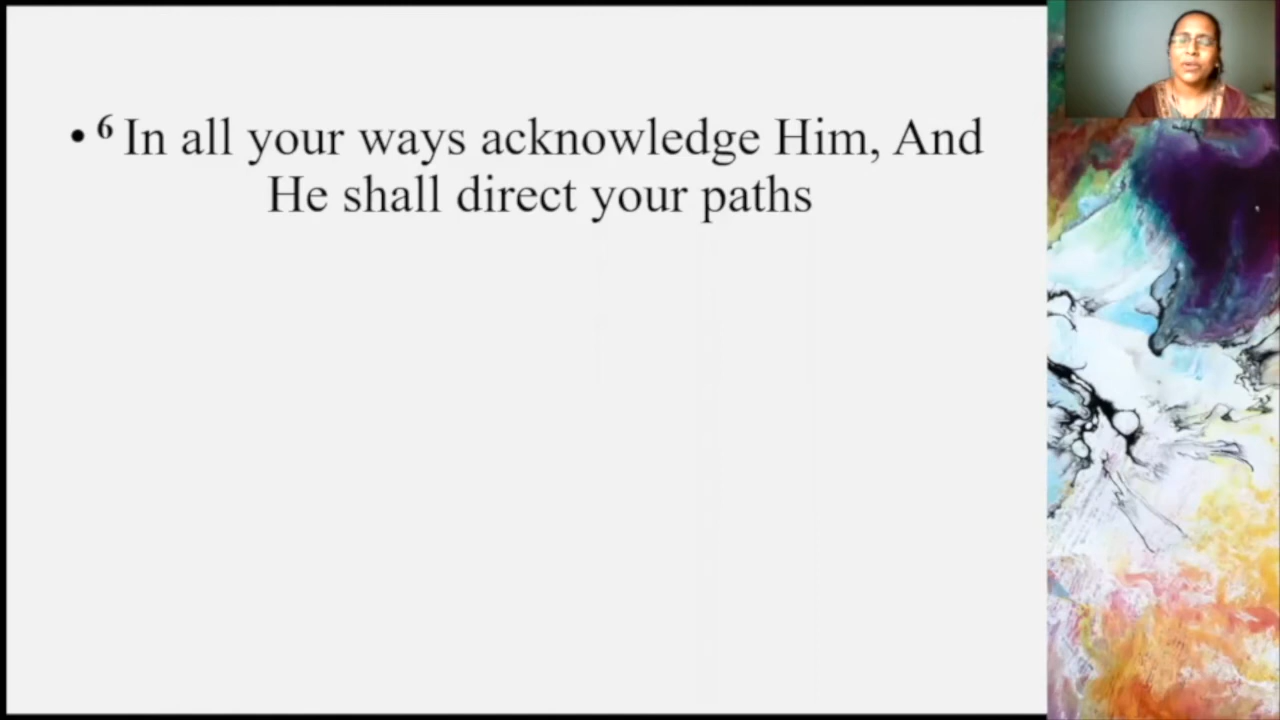 • ⁶ In all your ways acknowledge Him, And
He shall direct your paths